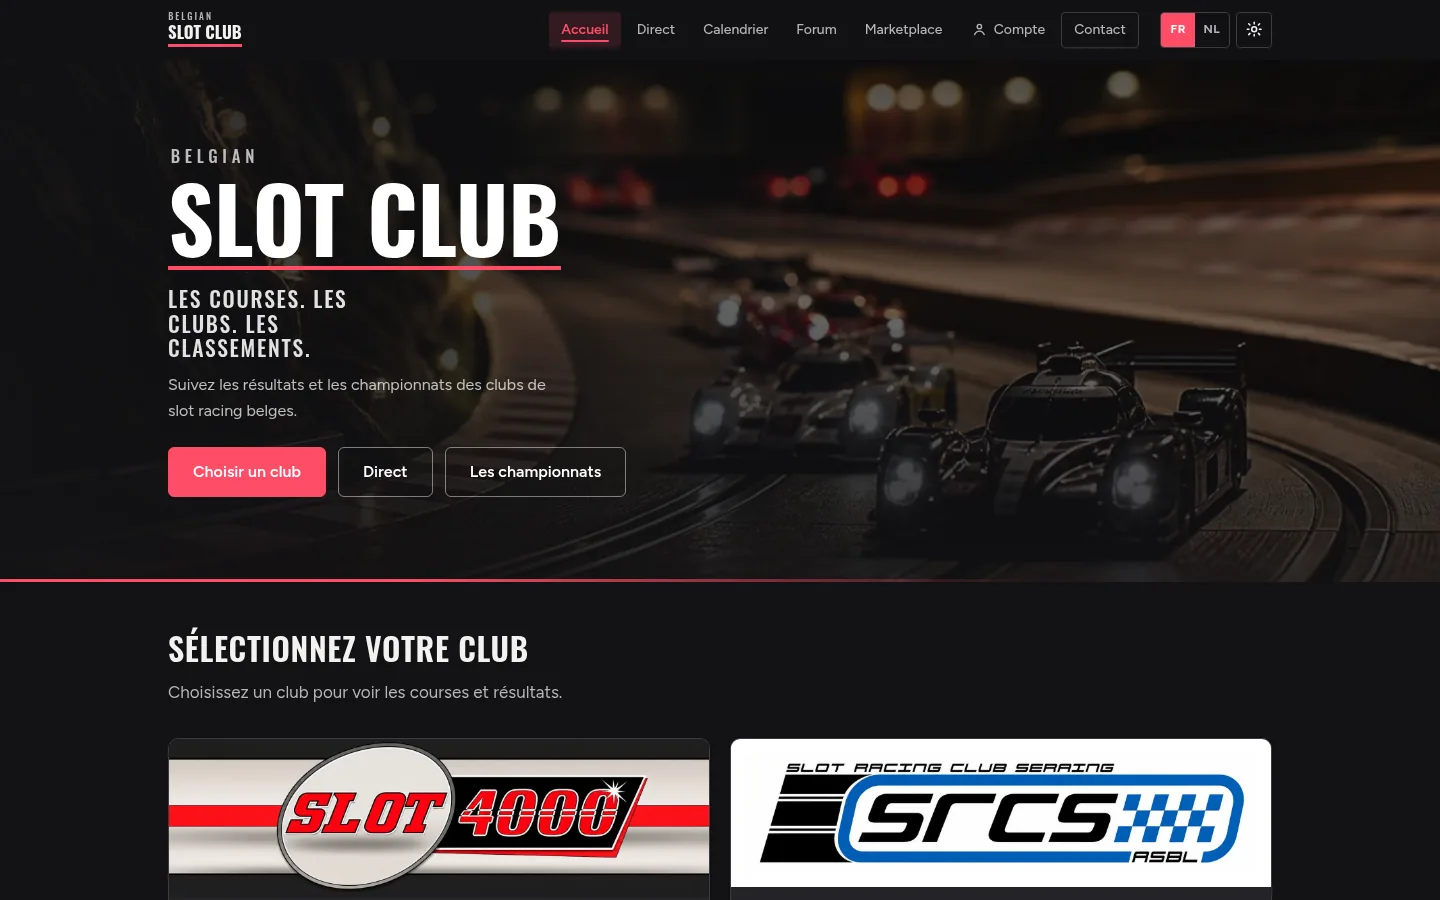 BELGIAN
SLOT CLUB
Accueil
Direct
Calendrier
Forum
Marketplace
Compte
Contact
FR
NL
BELGIAN
SLOT CLUB
LES COURSES. LES
CLUBS. LES
CLASSEMENTS.
Suivez les résultats et les championnats des clubs de
slot racing belges.
Choisir un club
Direct
Les championnats
SÉLECTIONNEZ VOTRE CLUB
Choisissez un club pour voir les courses et résultats.
SLOT 4000
SLOT RACING CLUB SERAING
SRCS
ASBL